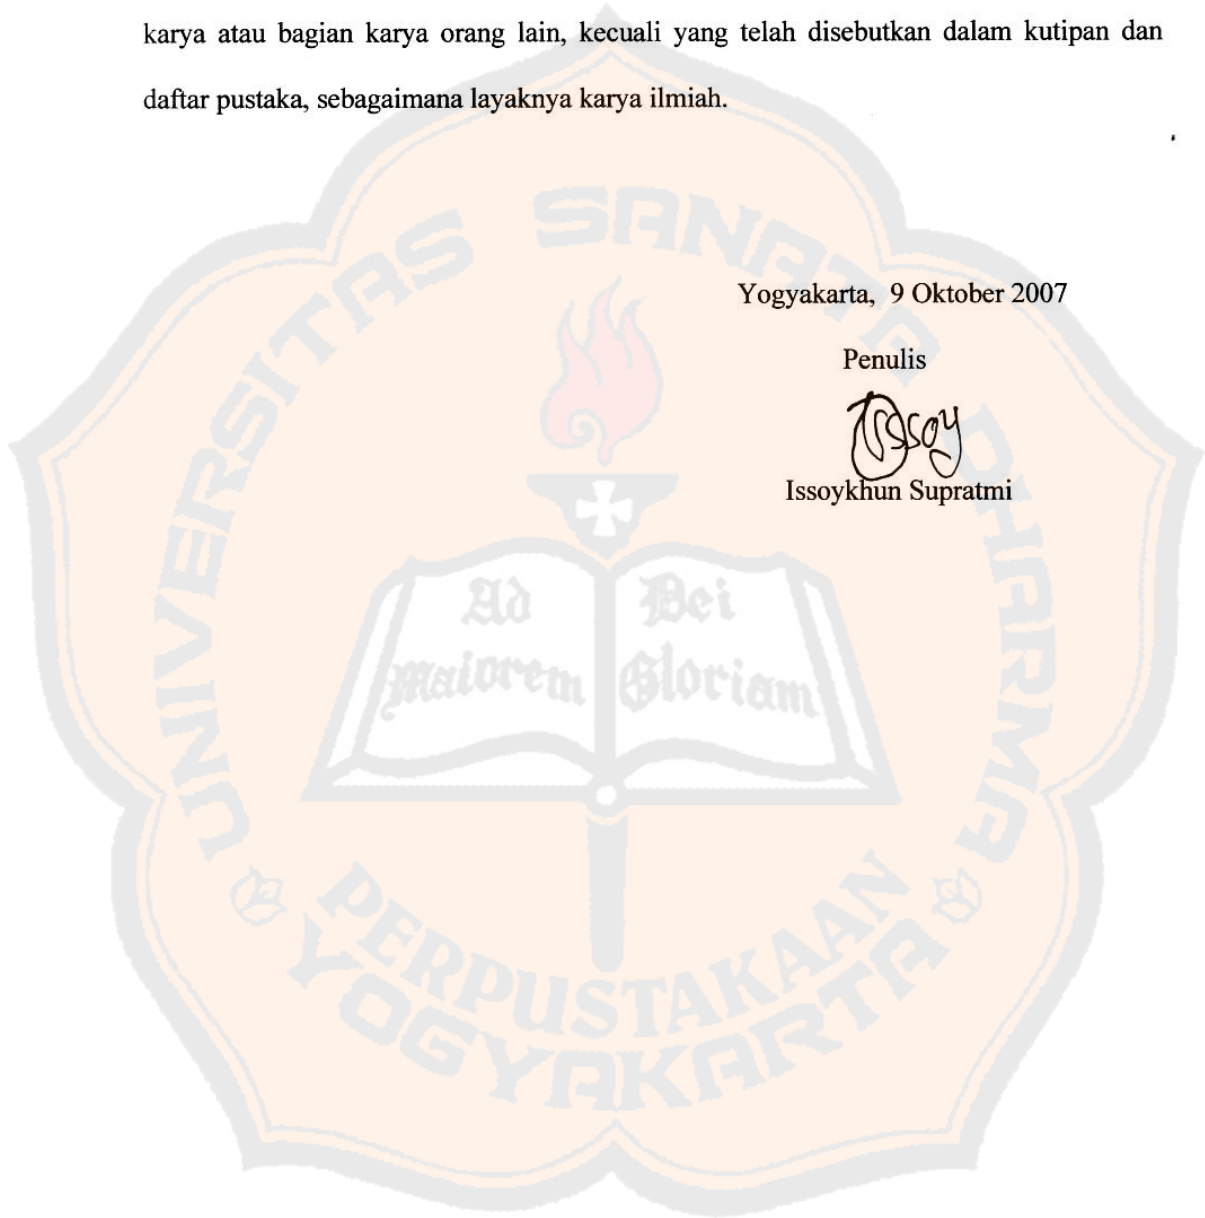 karya atau bagian karya orang lain, kecuali yang telah disebutkan dalam kutipan dan
daftar pustaka, sebagaimana layaknya karya ilmiah.
Yogyakarta, 9 Oktober 2007
Penulis
Issoy
Issoykhun Supratmi
UNIVERSITAS SANATA DHARMA
Ad Dei
maiorem Gloriam
PERPUSTAKAAN
YOGYAKARTA